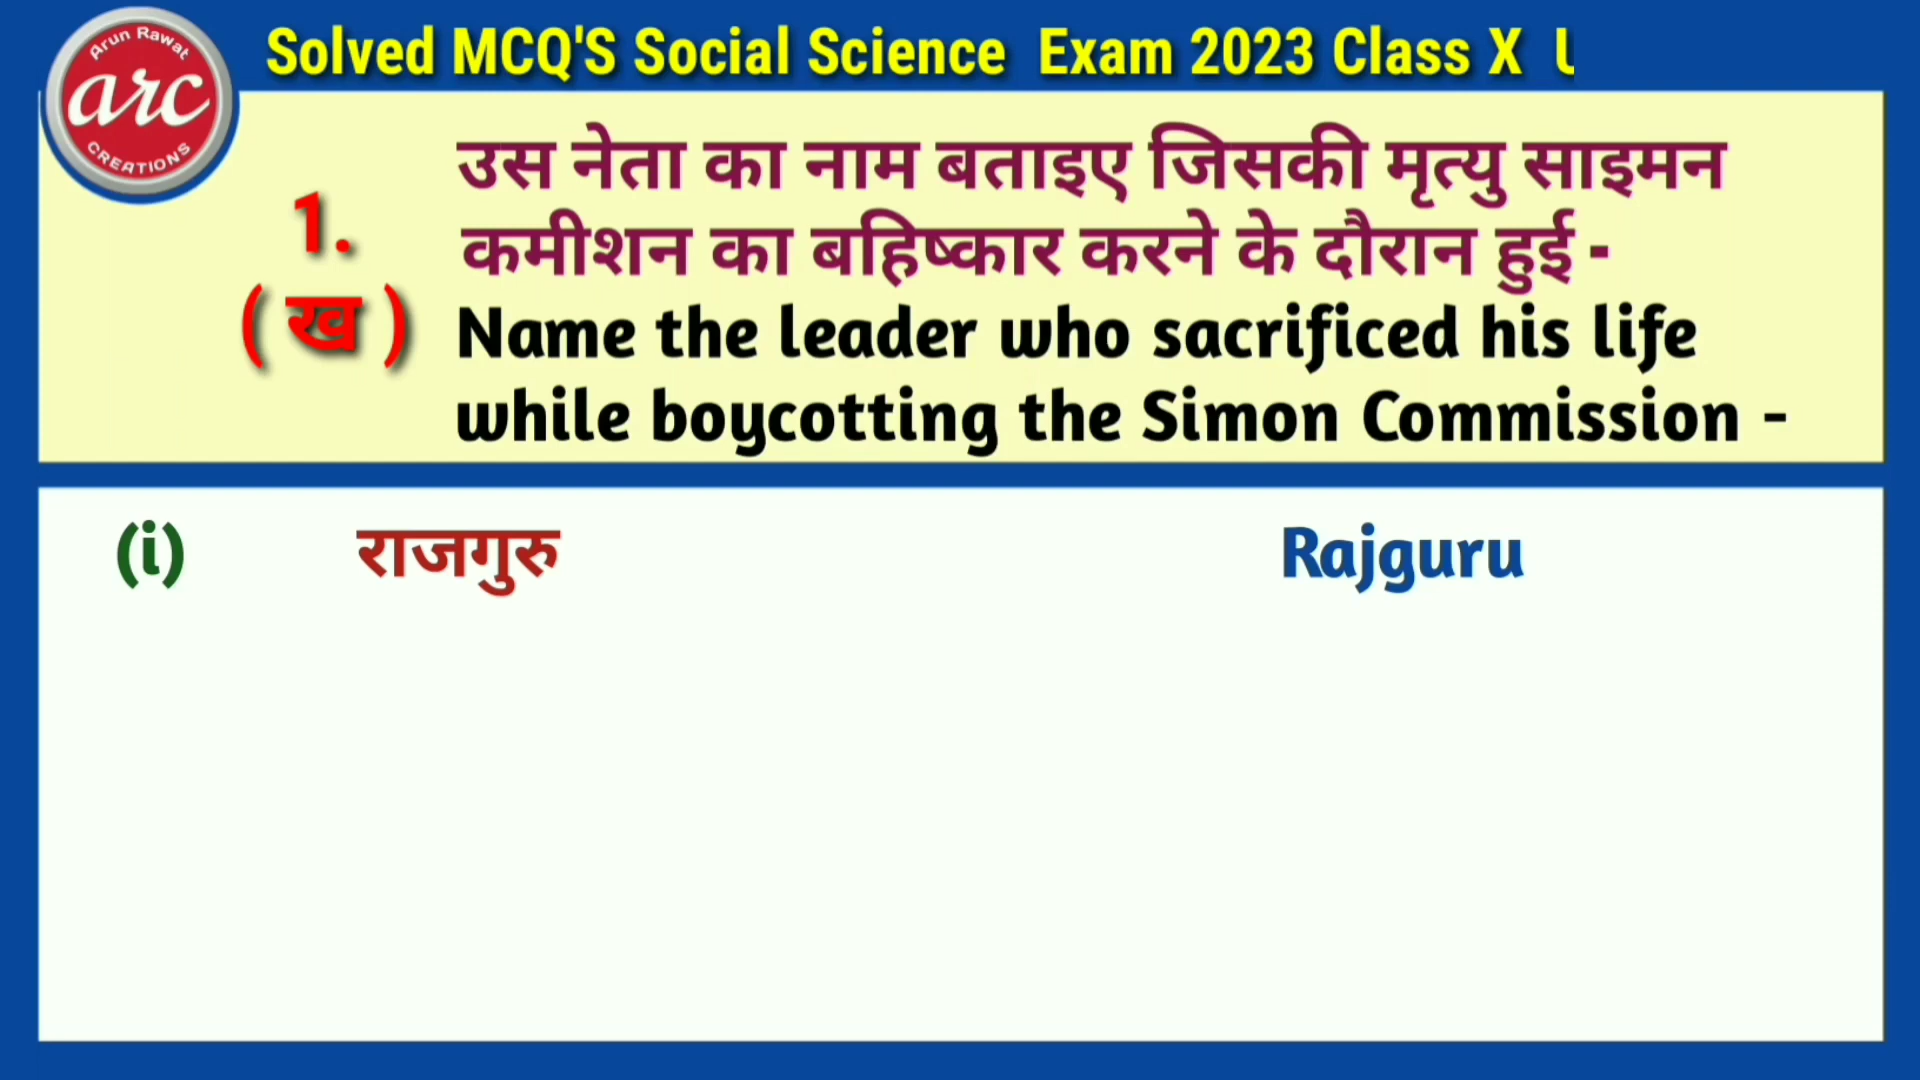 Arun Rawat
arc
CREATIONS
Solved MCQ'S Social Science Exam 2023 Class X
1.
( ख )
उस नेता का नाम बताइए जिसकी मृत्यु साइमन
कमीशन का बहिष्कार करने के दौरान हुई -
Name the leader who sacrificed his life
while boycotting the Simon Commission -
(i) राजगुरु Rajguru